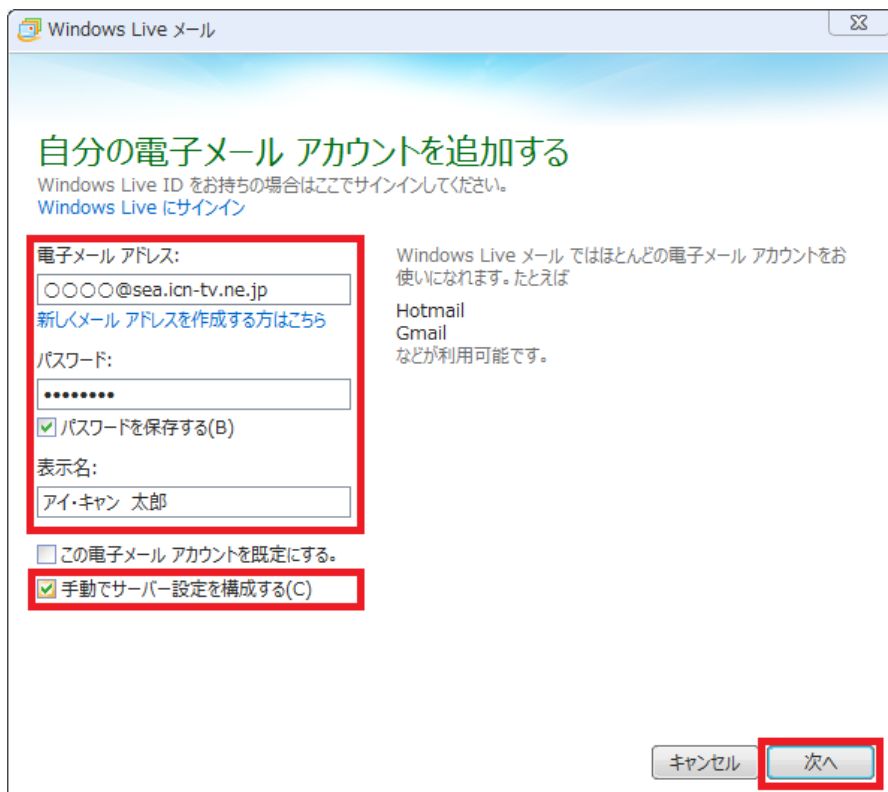 Windows Live メール
自分の電子メール アカウントを追加する
Windows Live ID をお持ちの場合はここでサインインしてください。
Windows Live にサインイン
電子メール アドレス:
○○○○@sea.icn-tv.ne.jp
新しくメール アドレスを作成する方はこちら
パスワード:
••••••••
パスワードを保存する(B)
表示名:
アイ・キャン 太郎
この電子メール アカウントを既定にする。
手動でサーバー設定を構成する(C)
Windows Live メール ではほとんどの電子メール アカウントをお
使いになれます。たとえば
Hotmail
Gmail
などが利用可能です。
キャンセル
次へ